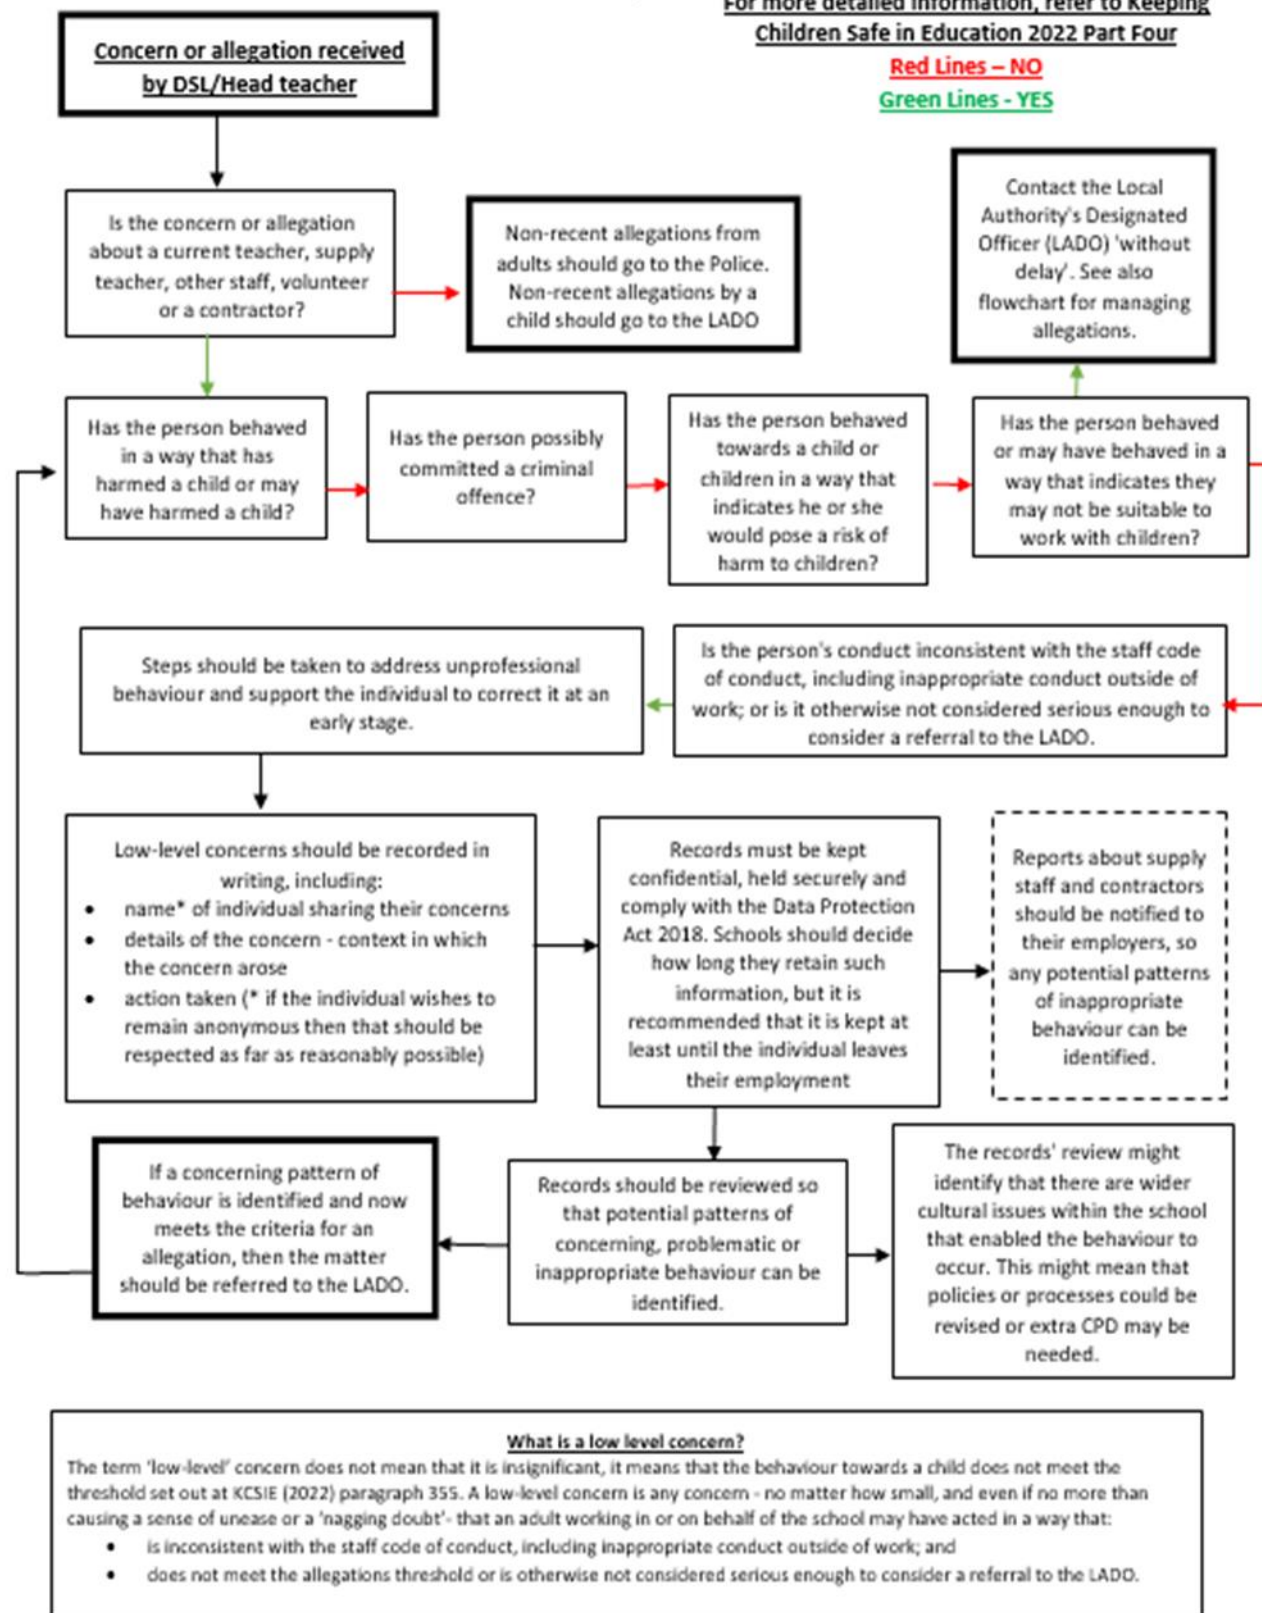 For more detailed information, refer to Keeping
Children Safe in Education 2022 Part Four
Red Lines – NO
Green Lines - YES
Concern or allegation received
by DSL/Head teacher
Is the concern or allegation
about a current teacher, supply
teacher, other staff, volunteer
or a contractor?
Non-recent allegations from
adults should go to the Police.
Non-recent allegations by a
child should go to the LADO
Contact the Local
Authority's Designated
Officer (LADO) 'without
delay'. See also
flowchart for managing
allegations.
Has the person behaved
in a way that has
harmed a child or may
have harmed a child?
Has the person possibly
committed a criminal
offence?
Has the person behaved
towards a child or
children in a way that
indicates he or she
would pose a risk of
harm to children?
Has the person behaved
or may have behaved in a
way that indicates they
may not be suitable to
work with children?
Is the person's conduct inconsistent with the staff code
of conduct, including inappropriate conduct outside of
work; or is it otherwise not considered serious enough to
consider a referral to the LADO.
Steps should be taken to address unprofessional
behaviour and support the individual to correct it at an
early stage.
Low-level concerns should be recorded in
writing, including:
• name* of individual sharing their concerns
• details of the concern - context in which
the concern arose
• action taken (* if the individual wishes to
remain anonymous then that should be
respected as far as reasonably possible)
Records must be kept
confidential, held securely and
comply with the Data Protection
Act 2018. Schools should decide
how long they retain such
information, but it is
recommended that it is kept at
least until the individual leaves
their employment
Reports about supply
staff and contractors
should be notified to
their employers, so
any potential patterns
of inappropriate
behaviour can be
identified.
If a concerning pattern of
behaviour is identified and now
meets the criteria for an
allegation, then the matter
should be referred to the LADO.
Records should be reviewed so
that potential patterns of
concerning, problematic or
inappropriate behaviour can be
identified.
The records' review might
identify that there are wider
cultural issues within the school
that enabled the behaviour to
occur. This might mean that
policies or processes could be
revised or extra CPD may be
needed.
What is a low level concern?
The term 'low-level' concern does not mean that it is insignificant, it means that the behaviour towards a child does not meet the
threshold set out at KCSIE (2022) paragraph 355. A low-level concern is any concern - no matter how small, and even if no more than
causing a sense of unease or a 'nagging doubt'- that an adult working in or on behalf of the school may have acted in a way that:
• is inconsistent with the staff code of conduct, including inappropriate conduct outside of work; and
• does not meet the allegations threshold or is otherwise not considered serious enough to consider a referral to the LADO.